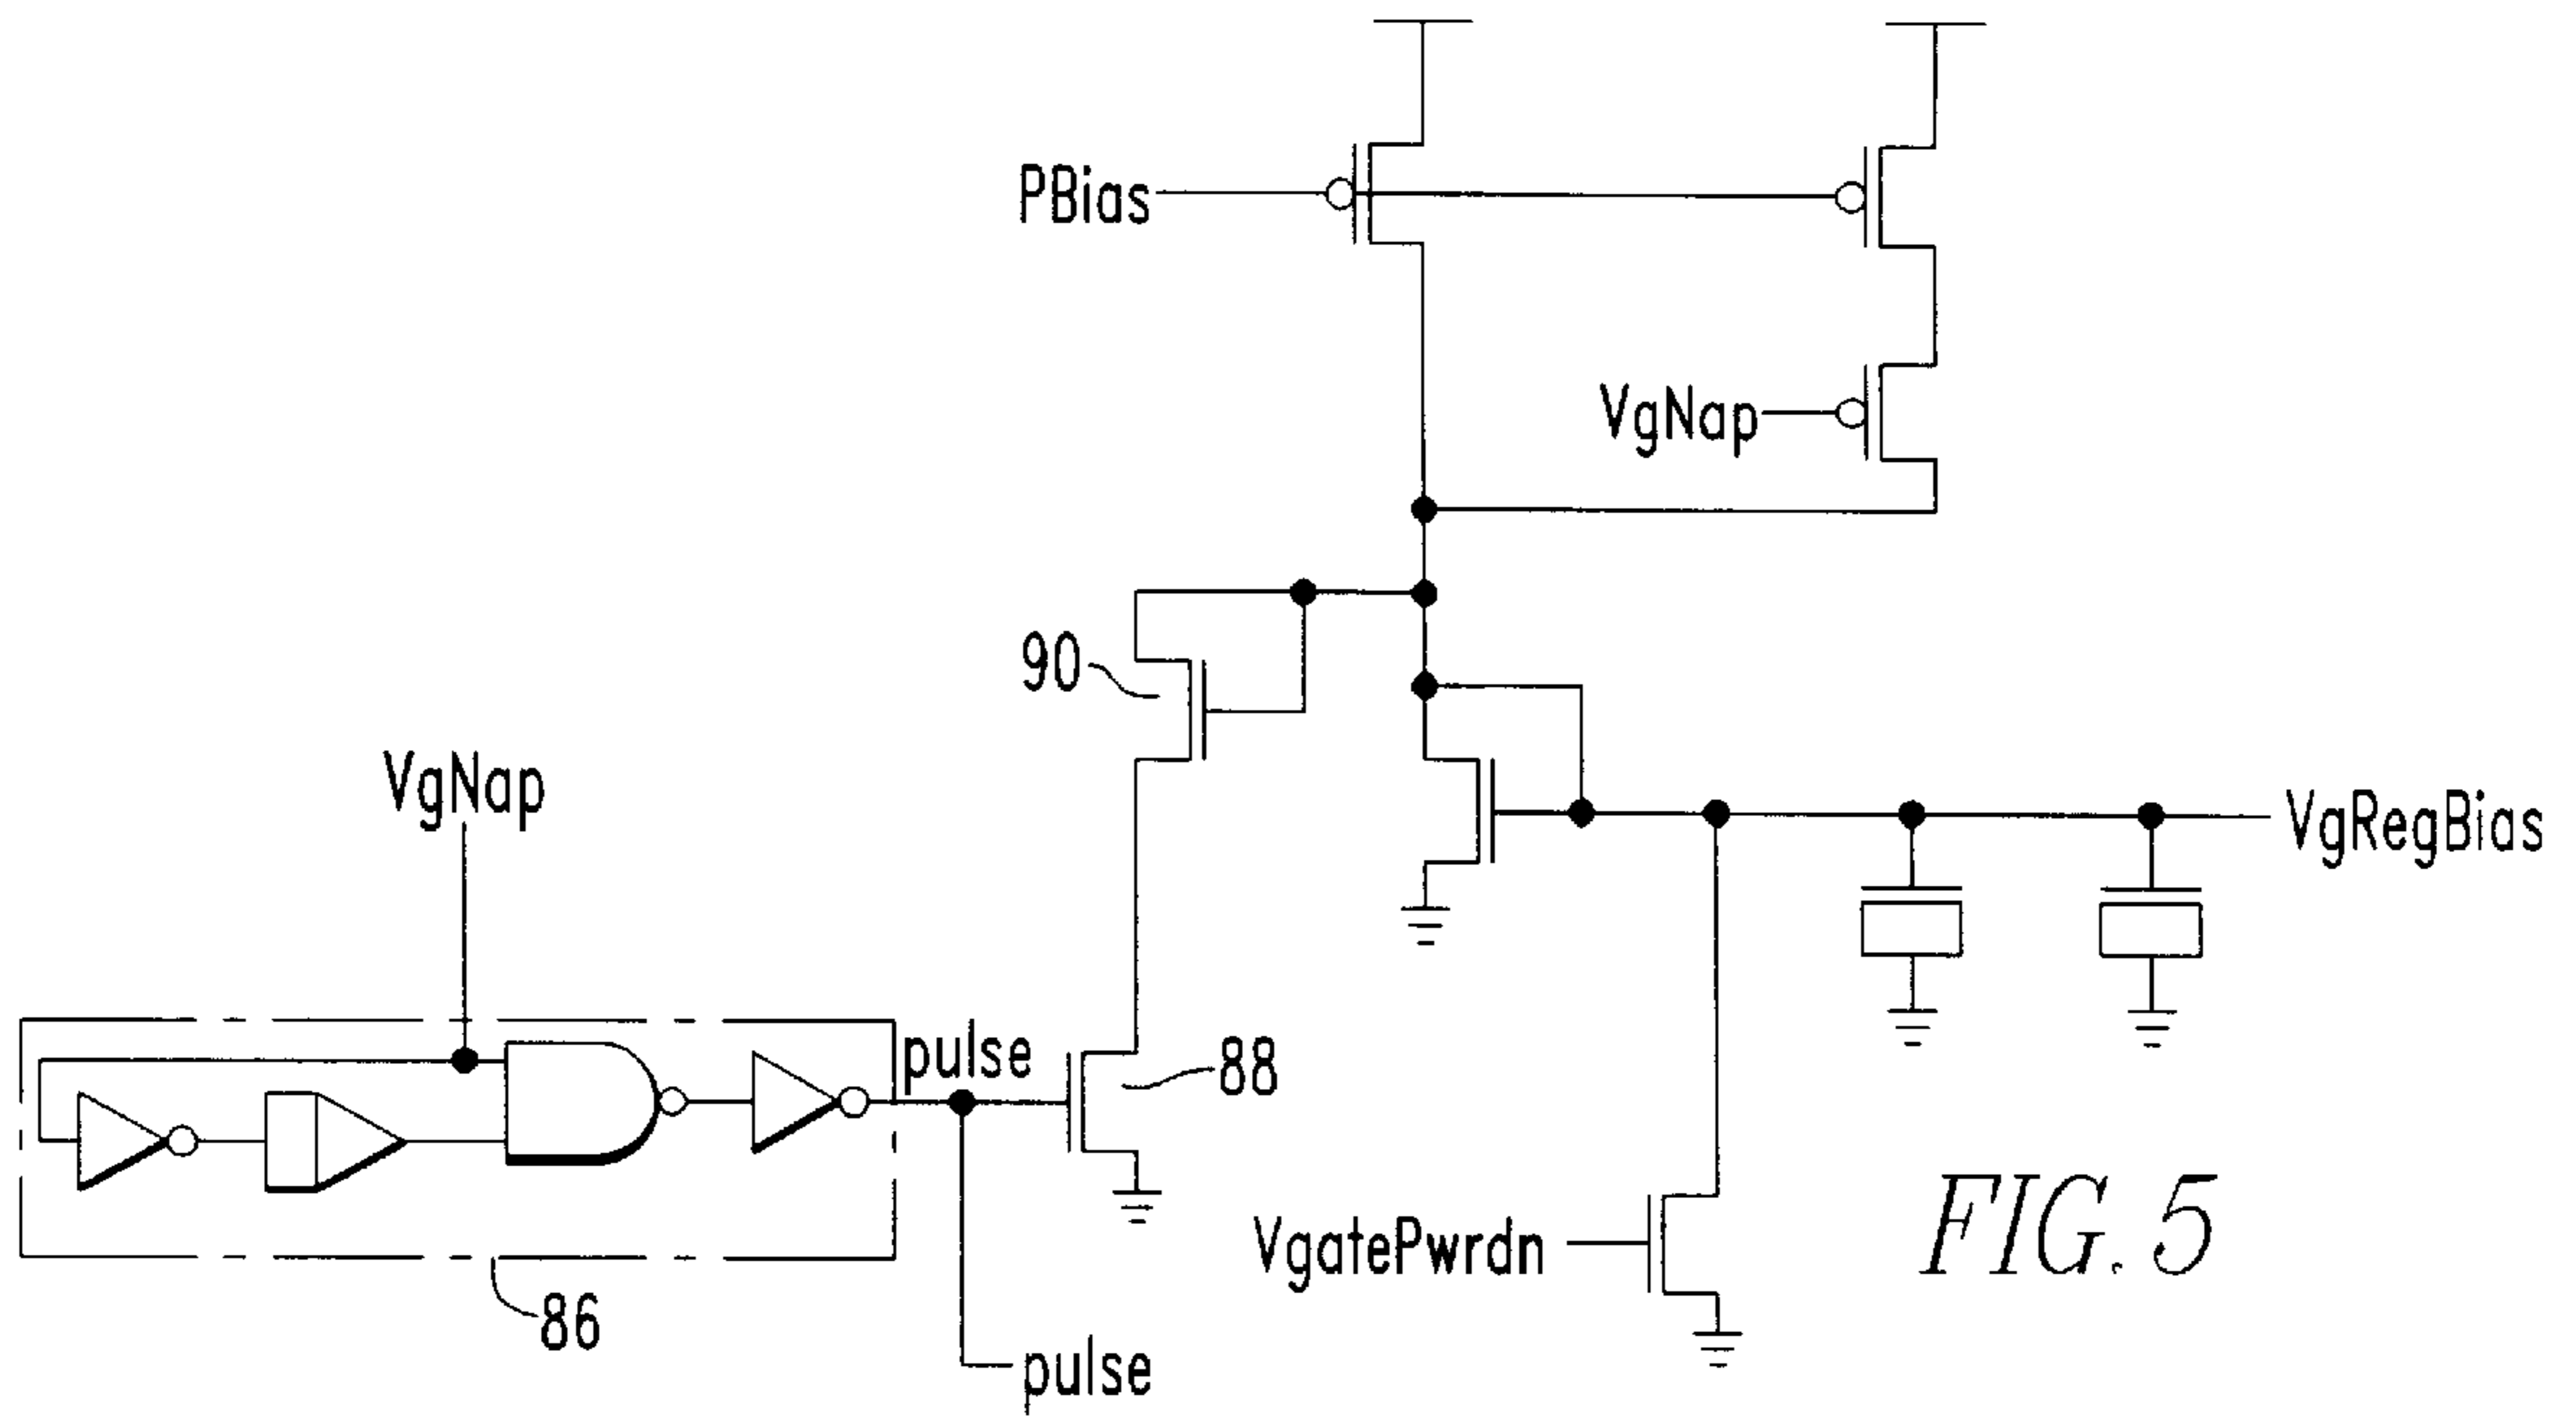 PBias
VgNap
90
VgNap
VgRegBias
pulse
88
VgatePwrdn
FIG. 5
86
pulse